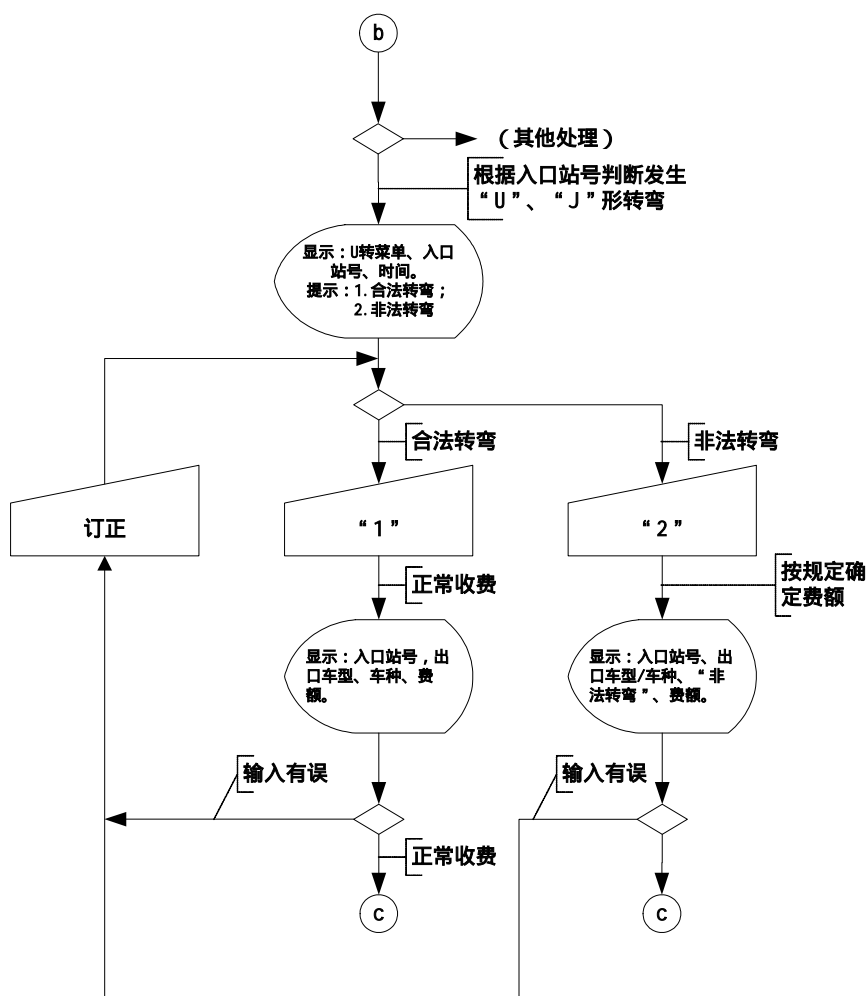 b
（其他处理）
根据入口站号判断发生
“U”、“J”形转弯
显示：U转菜单、入口
站号、时间。
提示：1.合法转弯；
2.非法转弯
合法转弯
非法转弯
订正
“1”
“2”
正常收费
按规定确
定费额
显示：入口站号，出
口车型、车种、费
额。
显示：入口站号、出
口车型/车种、“非
法转弯”、费额。
输入有误
输入有误
正常收费
c
c